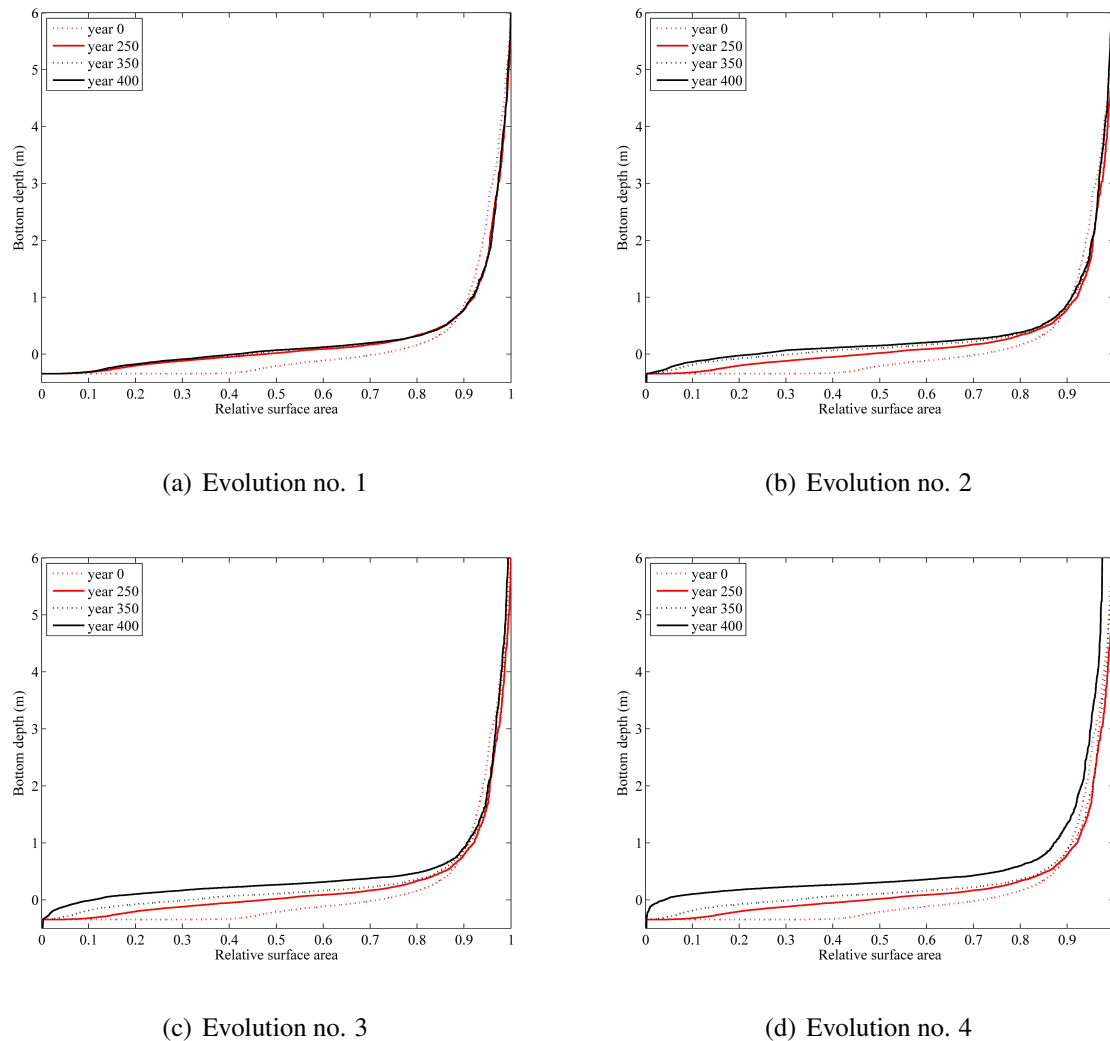 6
5
4
3
2
1
0
Bottom depth (m)
year 0
year 250
year 350
year 400
0 0.1 0.2 0.3 0.4 0.5 0.6 0.7 0.8 0.9 1
Relative surface area
(a) Evolution no. 1
6
5
4
3
2
1
0
Bottom depth (m)
year 0
year 250
year 350
year 400
0 0.1 0.2 0.3 0.4 0.5 0.6 0.7 0.8 0.9
Relative surface area
(b) Evolution no. 2
6
5
4
3
2
1
0
Bottom depth (m)
year 0
year 250
year 350
year 400
0 0.1 0.2 0.3 0.4 0.5 0.6 0.7 0.8 0.9 1
Relative surface area
(c) Evolution no. 3
6
5
4
3
2
1
0
Bottom depth (m)
year 0
year 250
year 350
year 400
0 0.1 0.2 0.3 0.4 0.5 0.6 0.7 0.8 0.9
Relative surface area
(d) Evolution no. 4